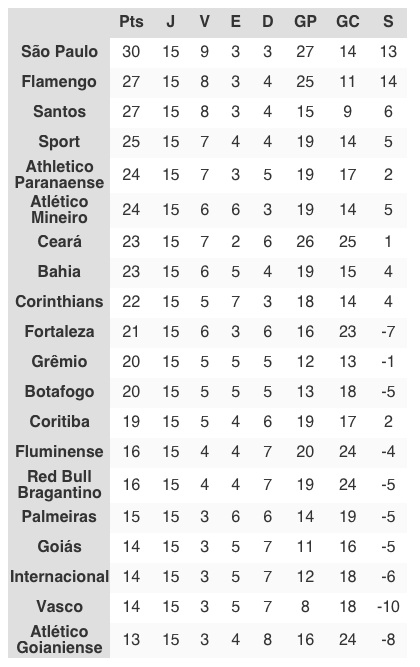 Pts J V E D GP GC S
São Paulo 30 15 9 3 3 27 14 13
Flamengo 27 15 8 3 4 25 11 14
Santos 27 15 8 3 4 15 9 6
Sport 25 15 7 4 4 19 14 5
Athletico
Paranaense 24 15 7 3 5 19 17 2
Atlético
Mineiro 24 15 6 6 3 19 14 5
Ceará 23 15 7 2 6 26 25 1
Bahia 23 15 6 5 4 19 15 4
Corinthians 22 15 5 7 3 18 14 4
Fortaleza 21 15 6 3 6 16 23 -7
Grêmio 20 15 5 5 5 12 13 -1
Botafogo 20 15 5 5 5 13 18 -5
Coritiba 19 15 5 4 6 19 17 2
Fluminense 16 15 4 4 7 20 24 -4
Red Bull
Bragantino 16 15 4 4 7 19 24 -5
Palmeiras 15 15 3 6 6 14 19 -5
Goiás 14 15 3 5 7 11 16 -5
Internacional 14 15 3 5 7 12 18 -6
Vasco 14 15 3 5 7 8 18 -10
Atlético
Goianiense 13 15 3 4 8 16 24 -8